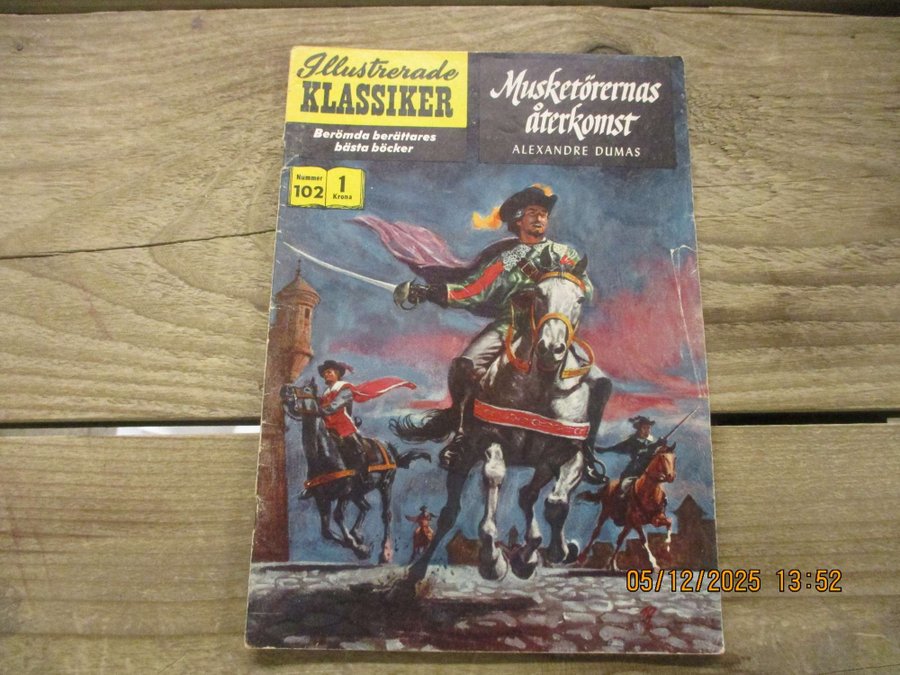 Illustrerade
KLASSIKER
Berömda berättares
bästa böcker
Nummer
102
1
Krona
Musketörernas
återkomst
ALEXANDRE DUMAS
05/12/2025 13:52